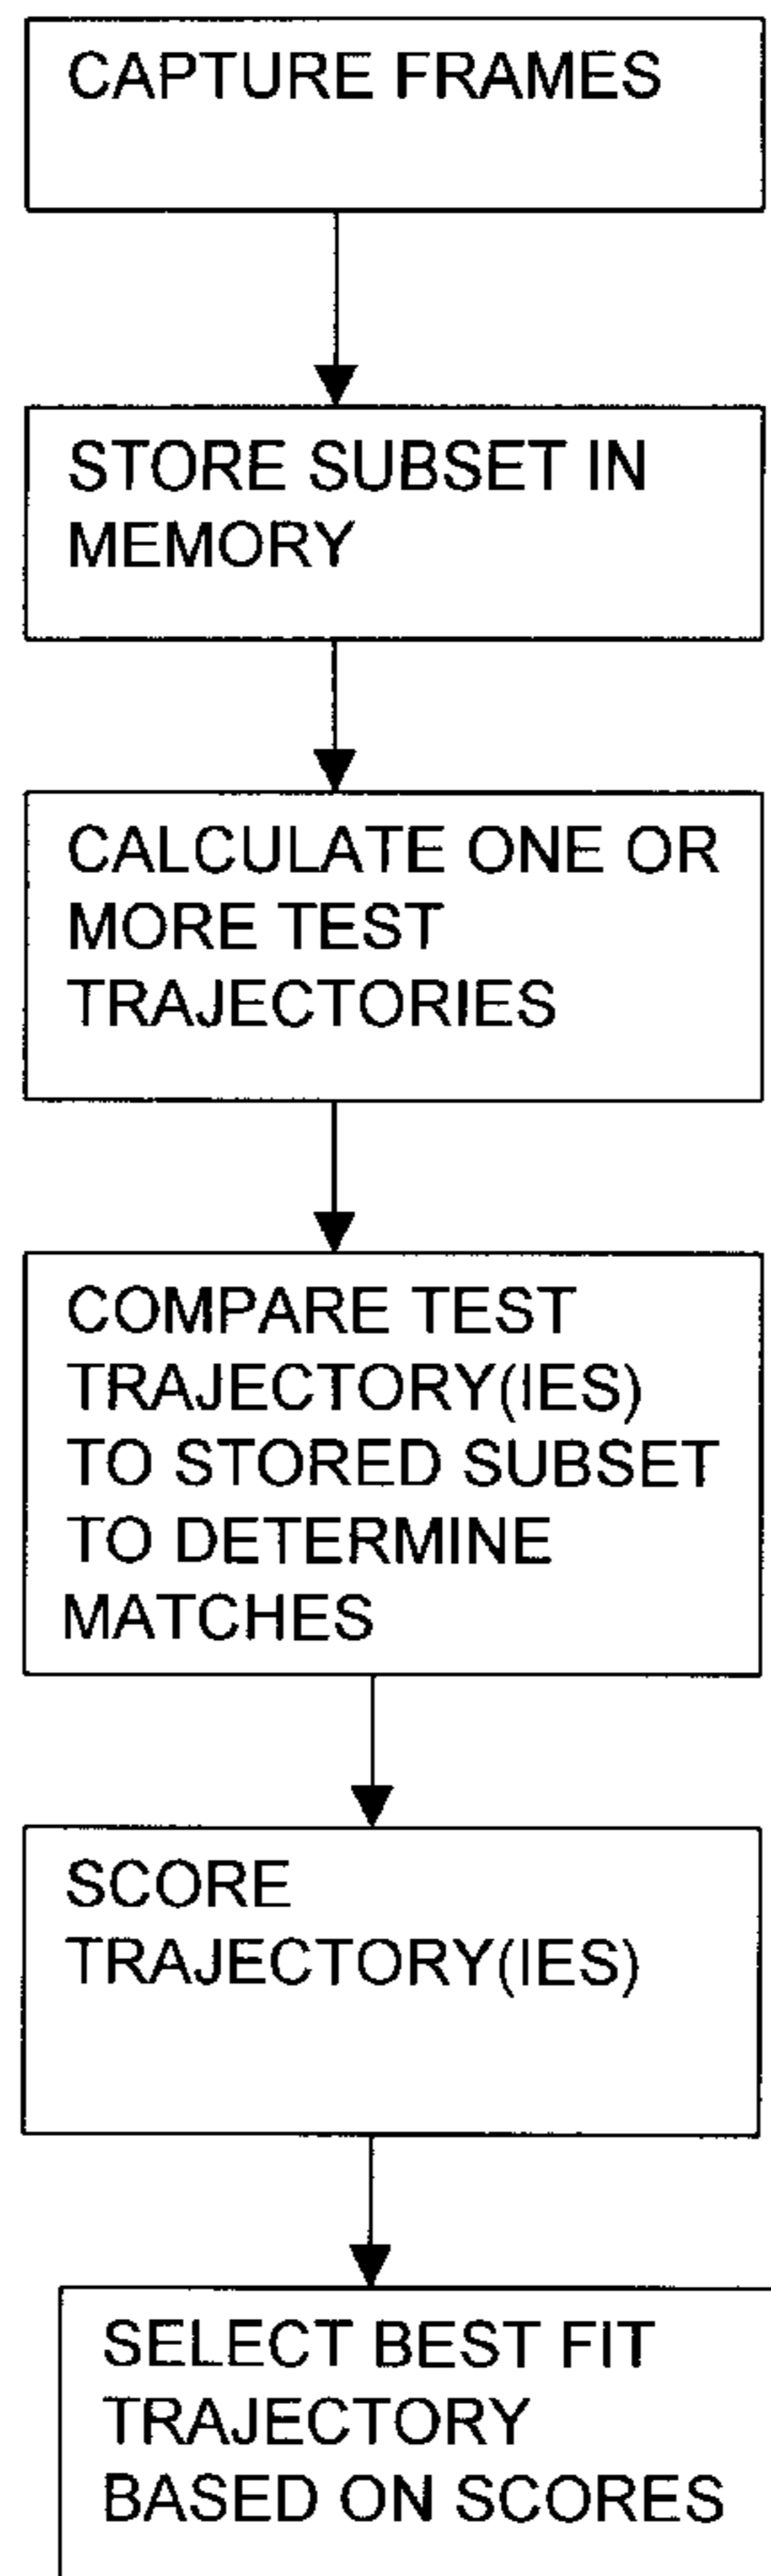 CAPTURE FRAMES
STORE SUBSET IN
MEMORY
CALCULATE ONE OR
MORE TEST
TRAJECTORIES
COMPARE TEST
TRAJECTORY(IES)
TO STORED SUBSET
TO DETERMINE
MATCHES
SCORE
TRAJECTORY(IES)
SELECT BEST FIT
TRAJECTORY
BASED ON SCORES